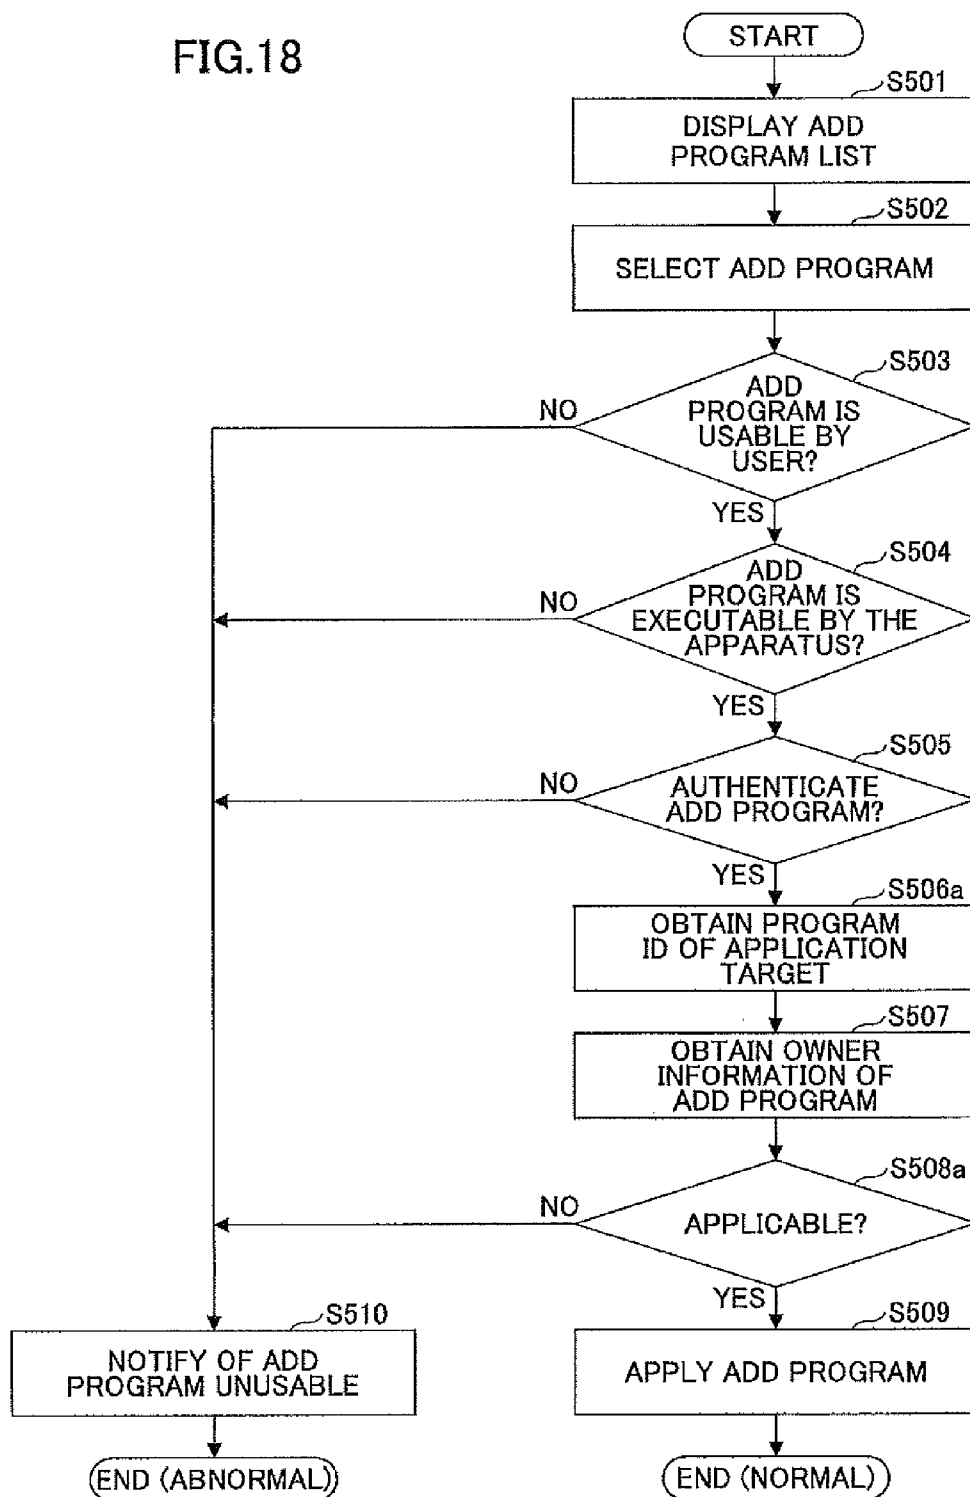 FIG.18
START
S501
DISPLAY ADD
PROGRAM LIST
S502
SELECT ADD PROGRAM
S503
ADD
PROGRAM IS
USABLE BY
USER?
NO
YES
S504
ADD
PROGRAM IS
EXECUTABLE BY THE
APPARATUS?
NO
YES
S505
AUTHENTICATE
ADD PROGRAM?
NO
YES
S506a
OBTAIN PROGRAM
ID OF APPLICATION
TARGET
S507
OBTAIN OWNER
INFORMATION OF
ADD PROGRAM
S508a
APPLICABLE?
NO
YES
S510
NOTIFY OF ADD
PROGRAM UNUSABLE
S509
APPLY ADD PROGRAM
END (ABNORMAL)
END (NORMAL)